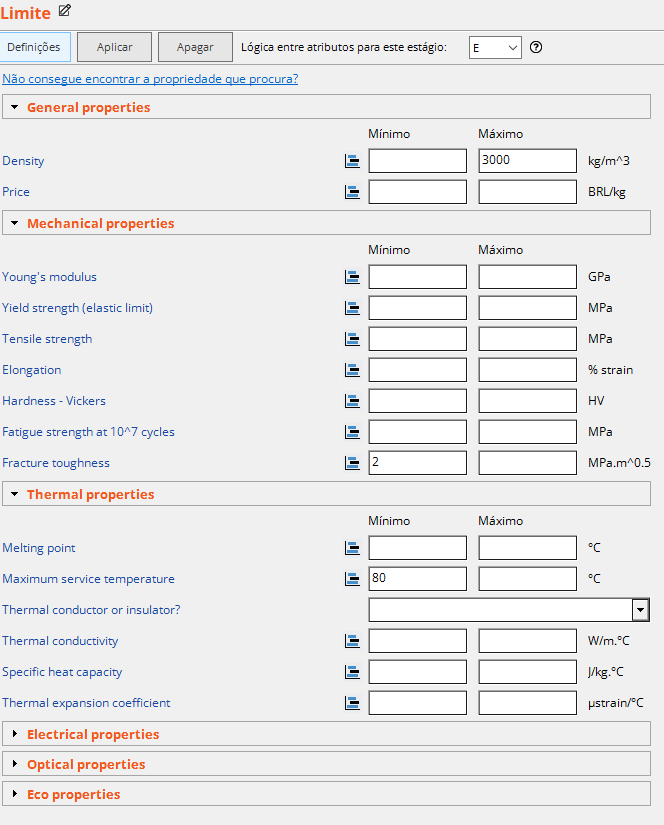 Limite
Definições Aplicar Apagar Lógica entre atributos para este estágio: E
Não consegue encontrar a propriedade que procura?
General properties
Mínimo Máximo
Density 3000 kg/m^3
Price BRL/kg
Mechanical properties
Mínimo Máximo
Young's modulus GPa
Yield strength (elastic limit) MPa
Tensile strength MPa
Elongation % strain
Hardness - Vickers HV
Fatigue strength at 10^7 cycles MPa
Fracture toughness 2 MPa.m^0.5
Thermal properties
Mínimo Máximo
Melting point °C
Maximum service temperature 80 °C
Thermal conductor or insulator?
Thermal conductivity W/m.°C
Specific heat capacity J/kg.°C
Thermal expansion coefficient µstrain/°C
Electrical properties
Optical properties
Eco properties